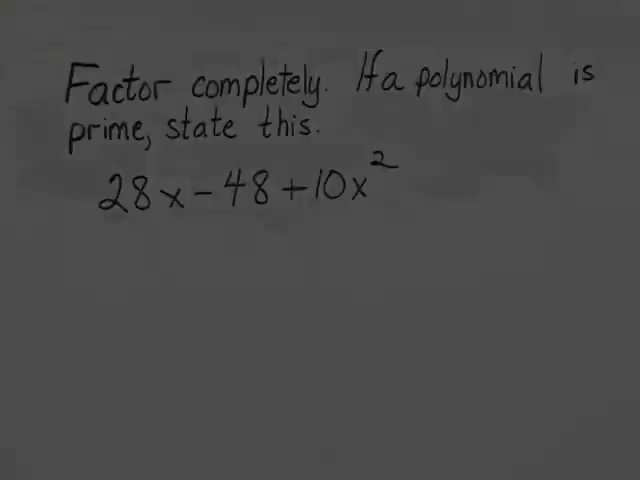 Factor completely. If a polynomial is
prime, state this.
28x - 48 + 10x²